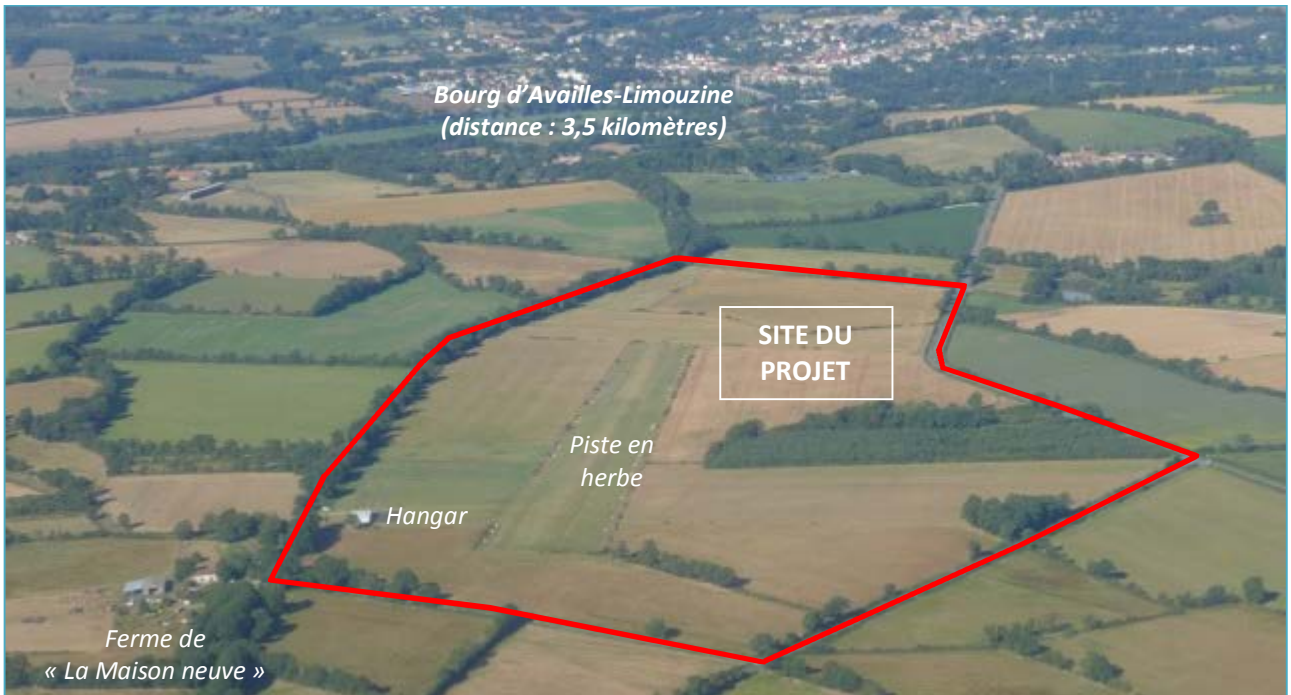 Bourg d'Availles-Limouzine
(distance : 3,5 kilomètres)
SITE DU
PROJET
Piste en
herbe
Hangar
Ferme de
« La Maison neuve »